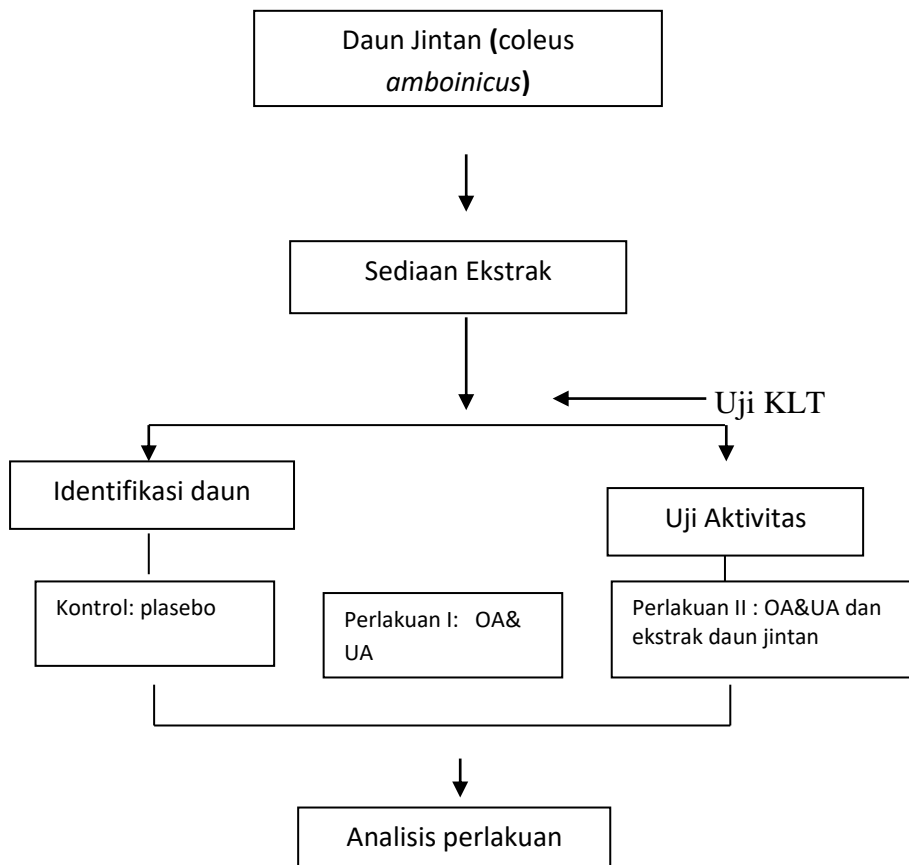 Daun Jintan (coleus
amboinicus)
Sediaan Ekstrak
Uji KLT
Identifikasi daun
Uji Aktivitas
Kontrol: plasebo
Perlakuan I: OA&
UA
Perlakuan II : OA&UA dan
ekstrak daun jintan
Analisis perlakuan